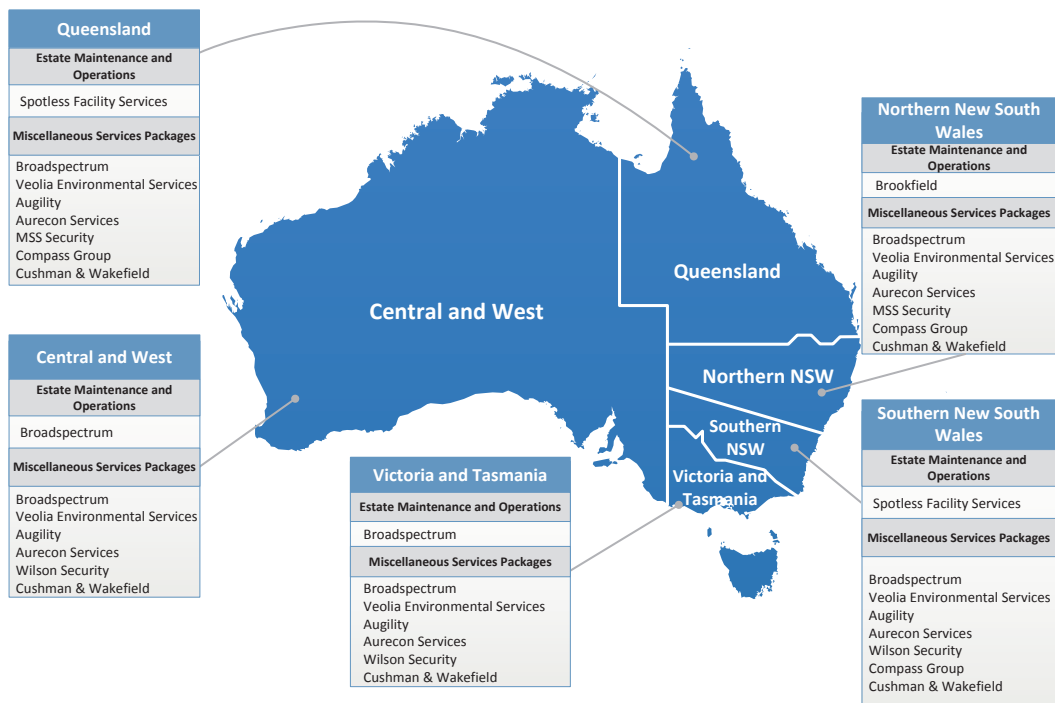 Queensland
Estate Maintenance and
Operations
Spotless Facility Services
Miscellaneous Services Packages
Broadspectrum
Veolia Environmental Services
Augility
Aurecon Services
MSS Security
Compass Group
Cushman & Wakefield
Central and West
Estate Maintenance and
Operations
Broadspectrum
Miscellaneous Services Packages
Broadspectrum
Veolia Environmental Services
Augility
Aurecon Services
Wilson Security
Cushman & Wakefield
Victoria and Tasmania
Estate Maintenance and Operations
Broadspectrum
Miscellaneous Services Packages
Broadspectrum
Veolia Environmental Services
Augility
Aurecon Services
Wilson Security
Cushman & Wakefield
Central and West
Queensland
Northern NSW
Southern
NSW
Victoria and
Tasmania
Northern New South
Wales
Estate Maintenance and
Operations
Brookfield
Miscellaneous Services Packages
Broadspectrum
Veolia Environmental Services
Augility
Aurecon Services
MSS Security
Compass Group
Cushman & Wakefield
Southern New South
Wales
Estate Maintenance and
Operations
Spotless Facility Services
Miscellaneous Services Packages
Broadspectrum
Veolia Environmental Services
Augility
Aurecon Services
Wilson Security
Compass Group
Cushman & Wakefield